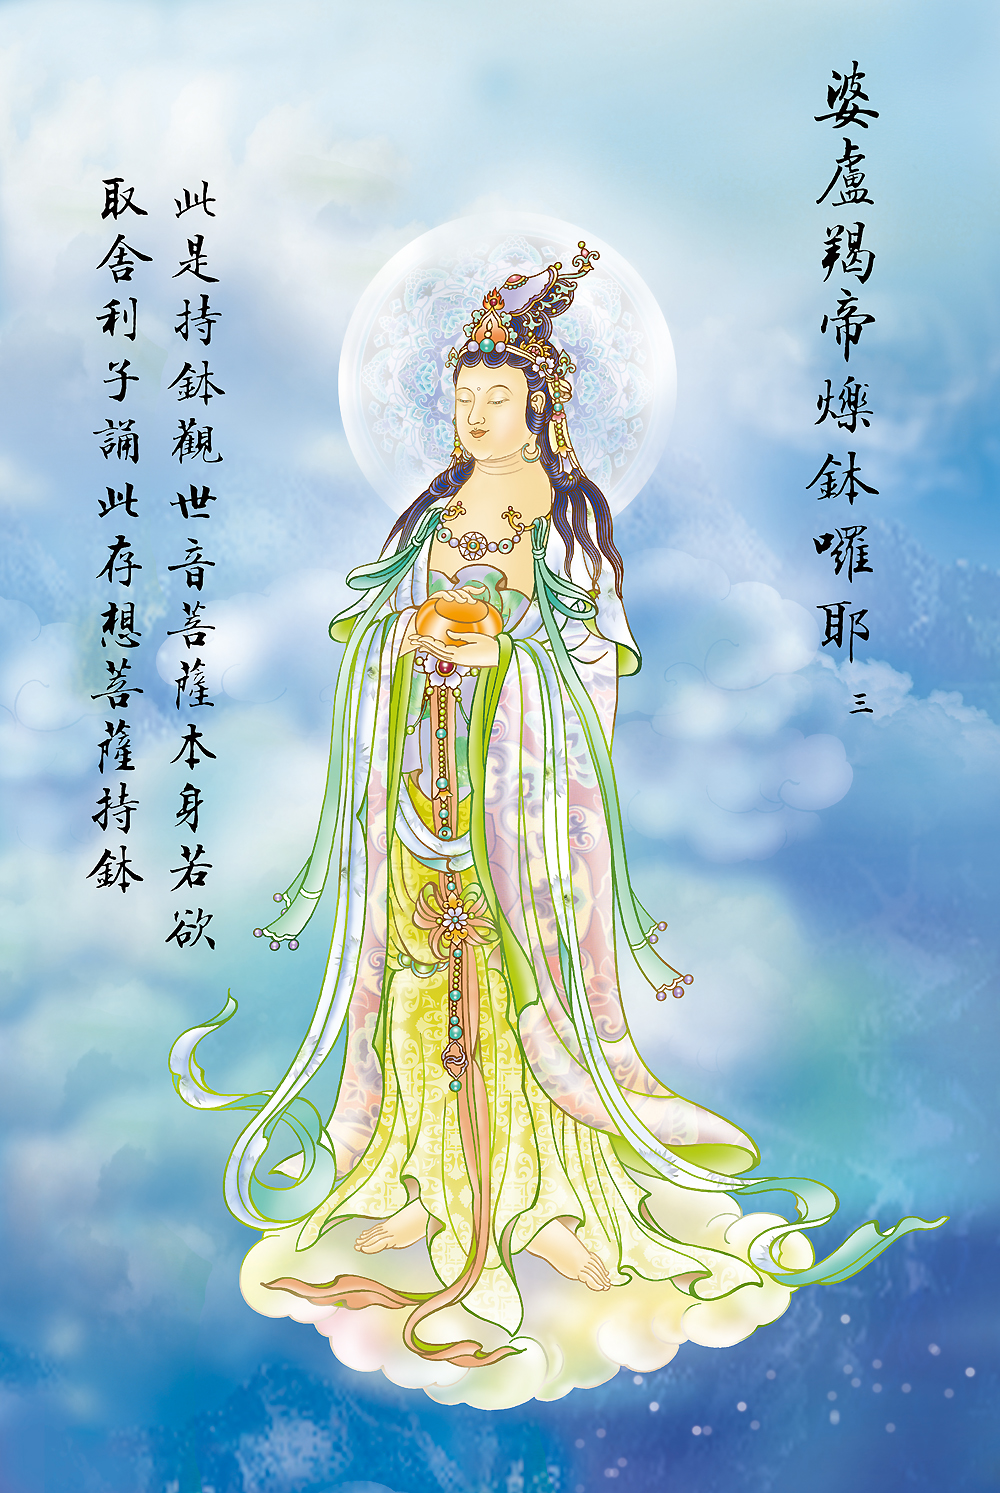 婆盧羯帝爍鉢囉耶 三
此是持鉢觀世音菩薩本身若欲
取舍利子誦此存想菩薩持鉢